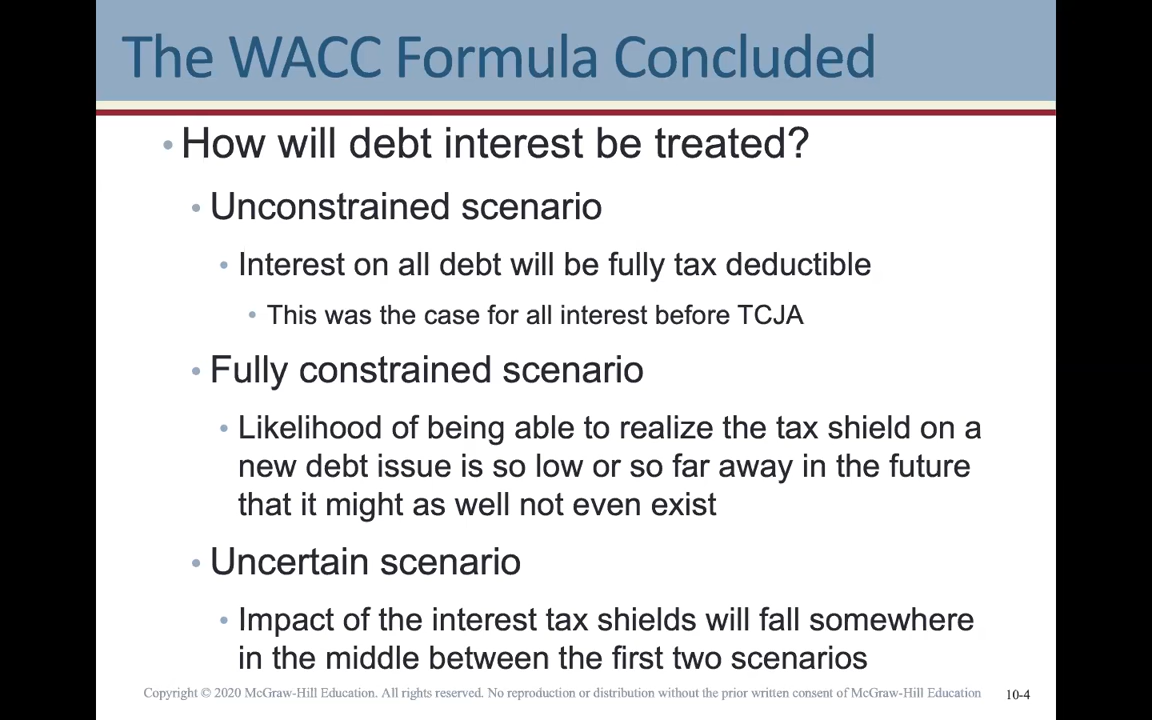 The WACC Formula Concluded
• How will debt interest be treated?
• Unconstrained scenario
• Interest on all debt will be fully tax deductible
• This was the case for all interest before TCJA
• Fully constrained scenario
• Likelihood of being able to realize the tax shield on a
new debt issue is so low or so far away in the future
that it might as well not even exist
• Uncertain scenario
• Impact of the interest tax shields will fall somewhere
in the middle between the first two scenarios
Copyright © 2020 McGraw-Hill Education. All rights reserved. No reproduction or distribution without the prior written consent of McGraw-Hill Education 10-4